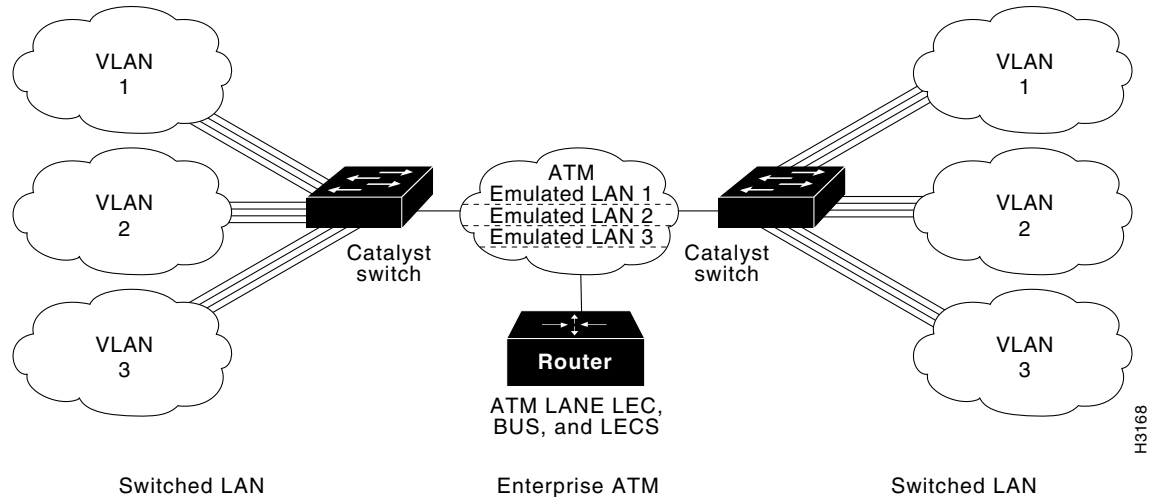 VLAN
1
VLAN
2
VLAN
3
Catalyst
switch
ATM
Emulated LAN 1
Emulated LAN 2
Emulated LAN 3
Router
ATM LANE LEC,
BUS, and LECS
Catalyst
switch
VLAN
1
VLAN
2
VLAN
3
H3168
Switched LAN
Enterprise ATM
Switched LAN